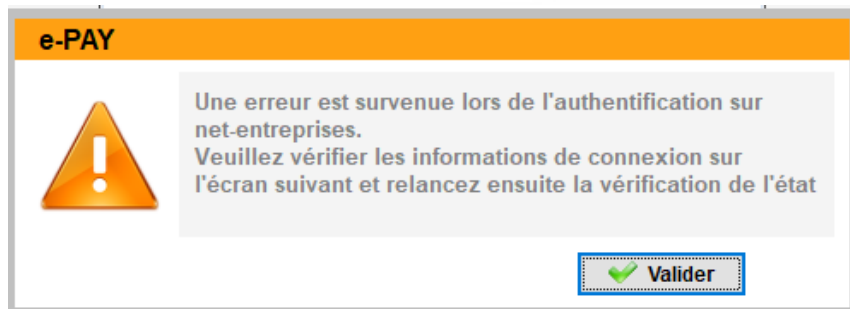 e-PAY
Une erreur est survenue lors de l'authentification sur
net-entreprises.
Veuillez vérifier les informations de connexion sur
l'écran suivant et relancez ensuite la vérification de l'état
Valider